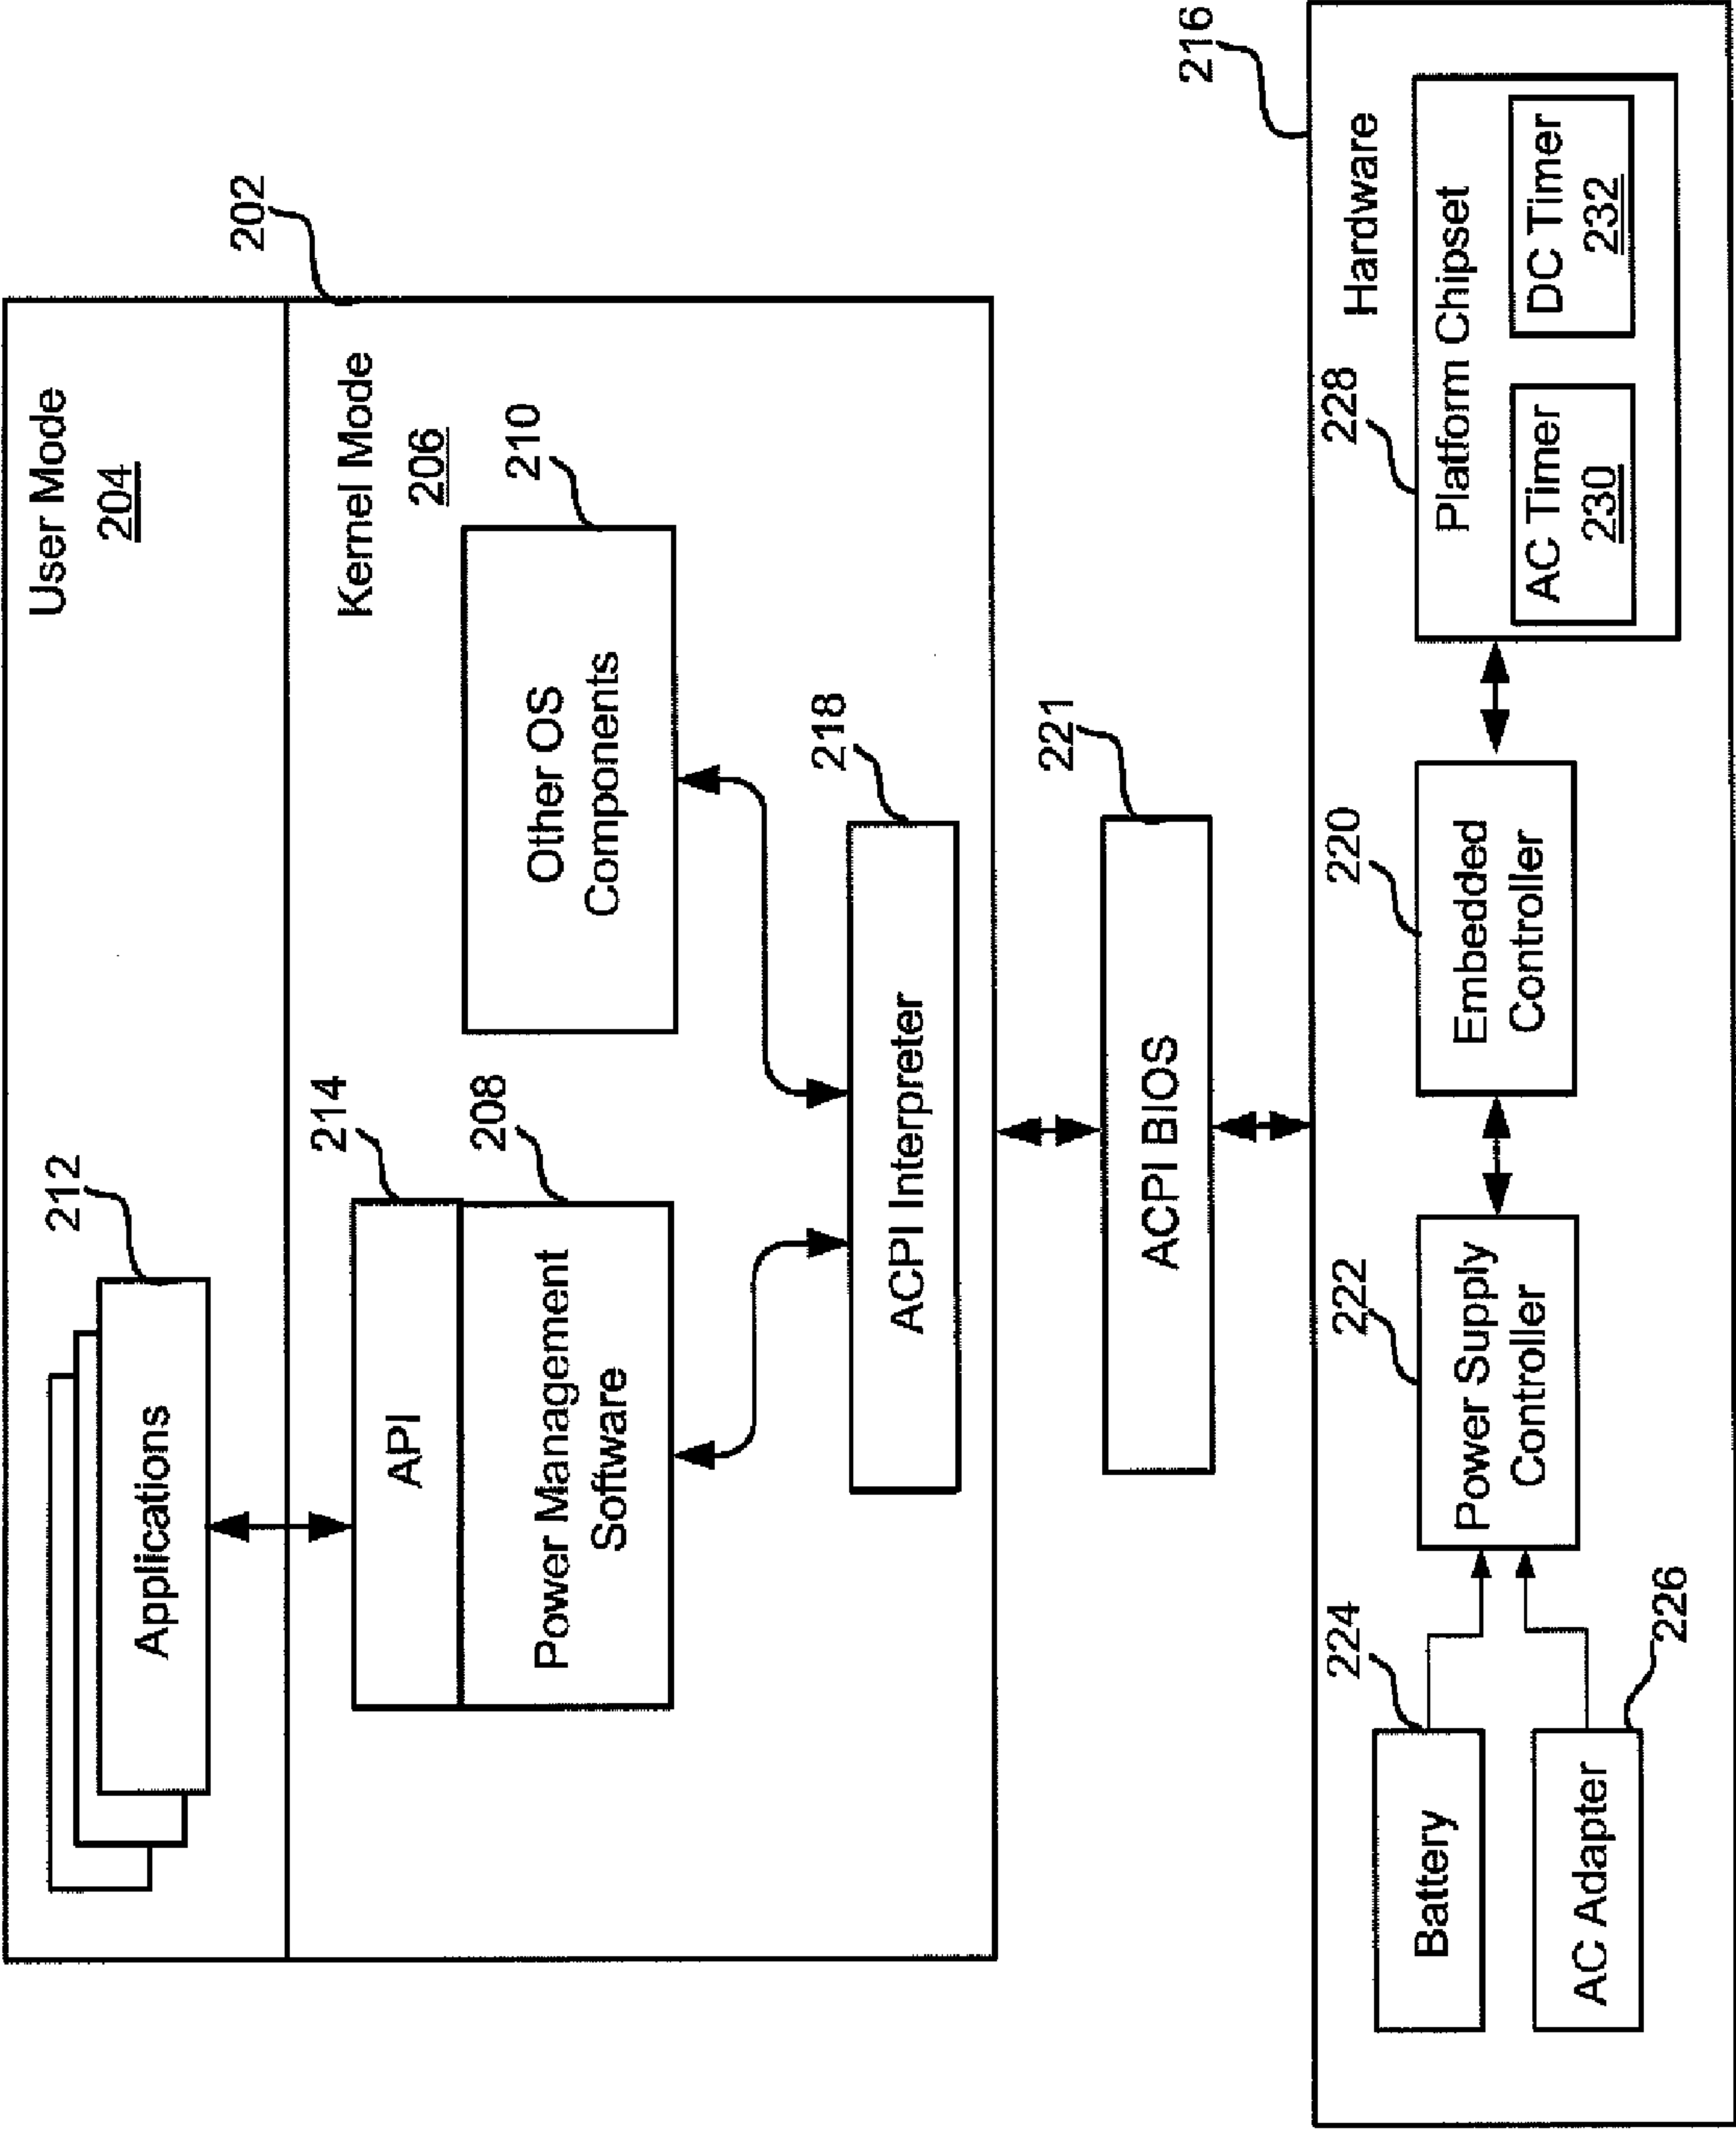 User Mode
204
202
212
Applications
Kernel Mode
206
214
API
208
Power Management
Software
210
Other OS
Components
218
ACPI Interpreter
221
ACPI BIOS
216
Hardware
224
Battery
226
AC Adapter
222
Power Supply
Controller
220
Embedded
Controller
228
Platform Chipset
AC Timer
230
DC Timer
232